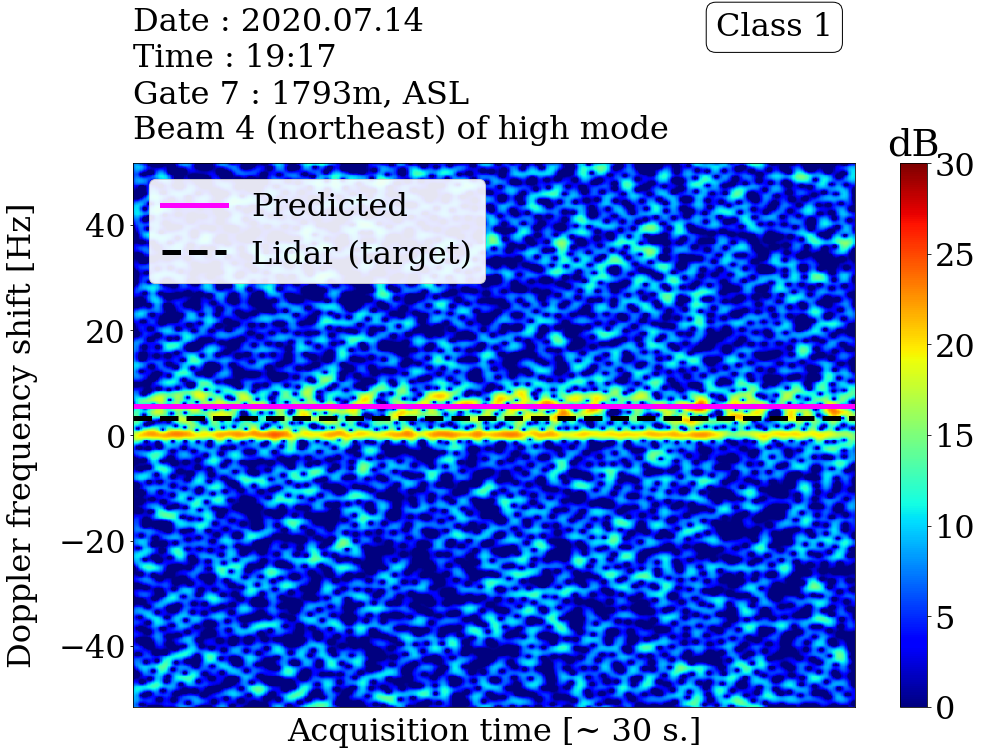 Date : 2020.07.14
Class 1
Time : 19:17
Gate 7 : 1793m, ASL
Beam 4 (northeast) of high mode
dB
Predicted
Lidar (target)
Doppler frequency shift [Hz]
40
20
0
−20
−40
Acquisition time [~ 30 s.]
30
25
20
15
10
5
0